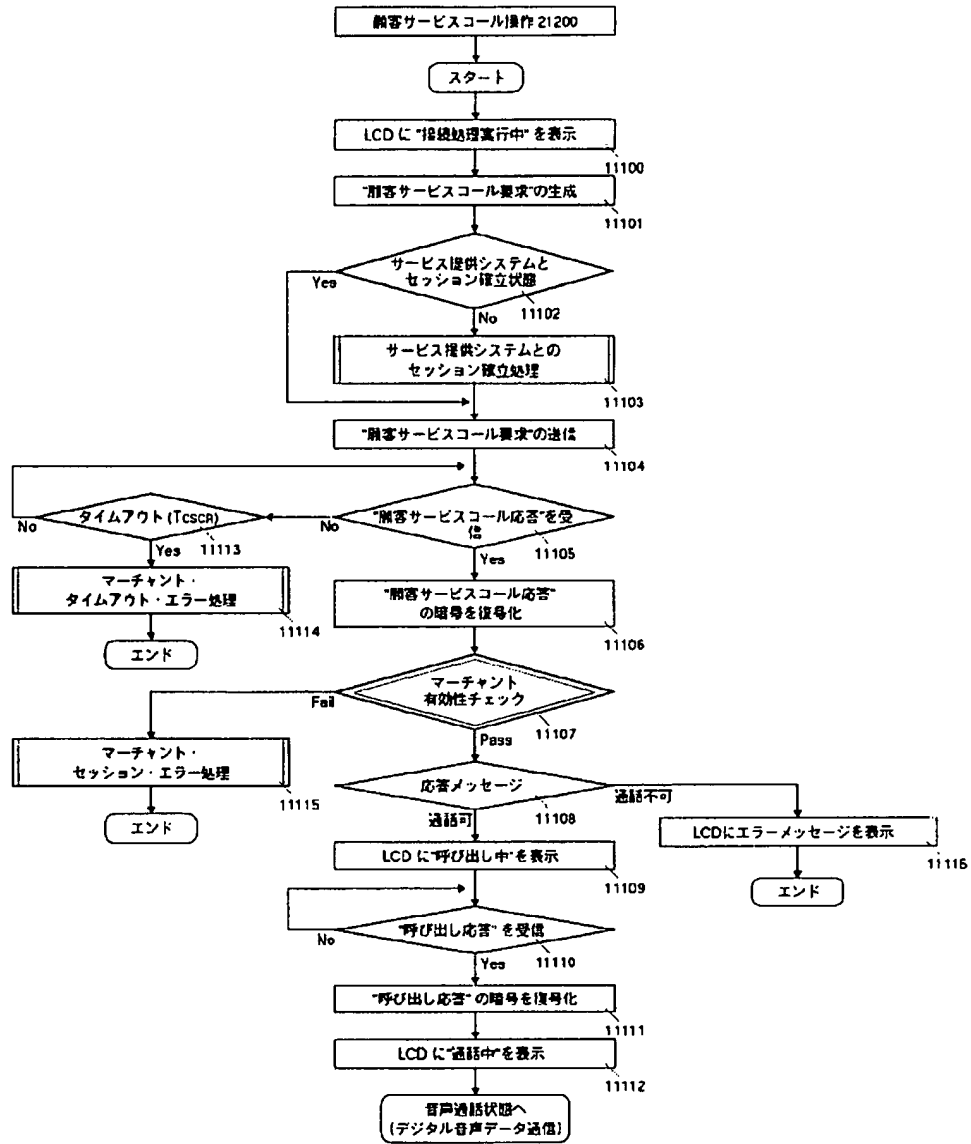 顧客サービスコール操作 21200
スタート
LCD に "接続処理実行中" を表示
11100
"顧客サービスコール要求"の生成
11101
サービス提供システムと
セッション確立状態
11102
Yes
No
サービス提供システムとの
セッション確立処理
11103
"顧客サービスコール要求"の送信
11104
"顧客サービスコール応答"を受
信
11105
No
Yes
タイムアウト (TCSCR)
11113
No
Yes
マーチャント・
タイムアウト・エラー処理
11114
エンド
"顧客サービスコール応答"
の暗号を復号化
11106
マーチャント
有効性チェック
11107
Fail
Pass
マーチャント・
セッション・エラー処理
11115
エンド
応答メッセージ
11108
通話可
通話不可
LCDにエラーメッセージを表示
11116
エンド
LCD に"呼び出し中"を表示
11109
"呼び出し応答" を受信
11110
No
Yes
"呼び出し応答" の暗号を復号化
11111
LCD に"通話中"を表示
11112
音声通話状態へ
(デジタル音声データ通信)